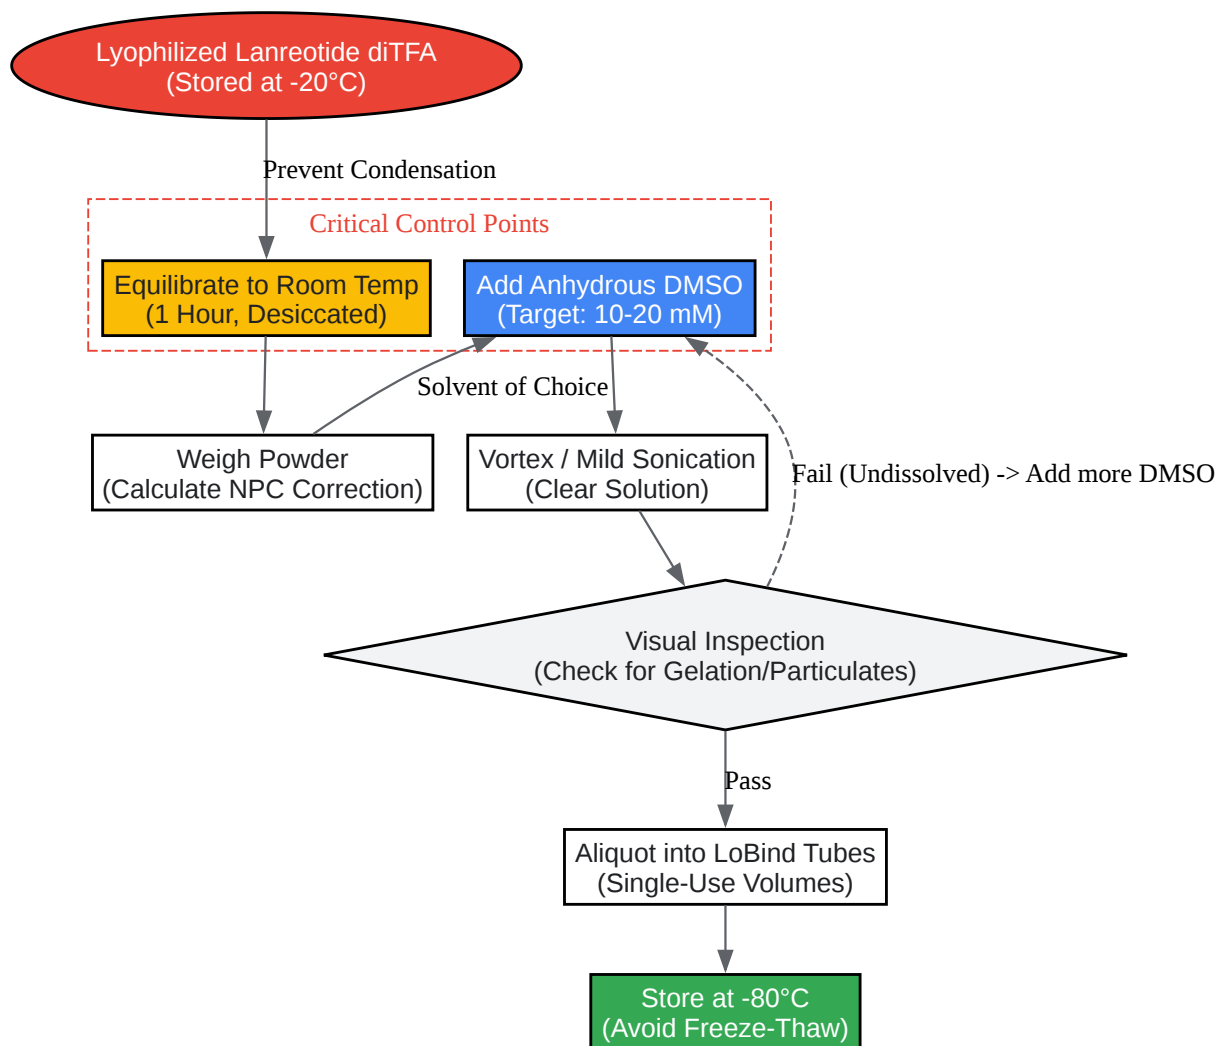 Lyophilized Lanreotide diTFA
(Stored at -20°C)
Prevent Condensation
Critical Control Points
Equilibrate to Room Temp
(1 Hour, Desiccated)
Add Anhydrous DMSO
(Target: 10-20 mM)
Solvent of Choice
Weigh Powder
(Calculate NPC Correction)
Vortex / Mild Sonication
(Clear Solution)
Fail (Undissolved) -> Add more DMSO
Visual Inspection
(Check for Gelation/Particulates)
Pass
Aliquot into LoBind Tubes
(Single-Use Volumes)
Store at -80°C
(Avoid Freeze-Thaw)